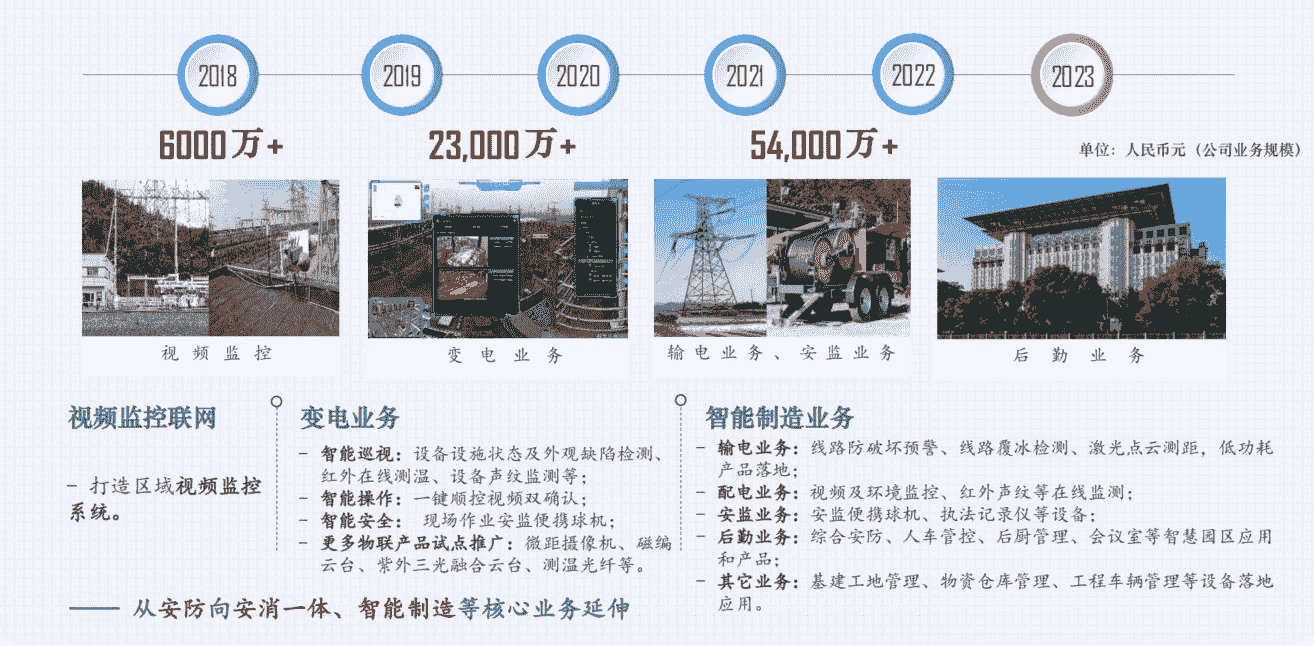 2018 2019 2020 2021 2022 2023
6000万+ 23,000万+ 54,000万+
单位：人民币元（公司业务规模）
视频监控 变电业务 输电业务、安监业务 后勤业务
视频监控联网
- 打造区域视频监控
系统。
变电业务
- 智能巡视：设备设施状态及外观缺陷检测、
红外在线测温、设备声纹监测等；
- 智能操作：一键顺控视频双确认；
- 智能安全： 现场作业安监便携球机；
- 更多物联产品试点推广：微距摄像机、磁编
云台、紫外三光融合云台、测温光纤等。
智能制造业务
- 输电业务：线路防破坏预警、线路覆冰检测、激光点云测距，低功耗
产品落地；
- 配电业务：视频及环境监控、红外声纹等在线监测；
- 安监业务：安监便携球机、执法记录仪等设备；
- 后勤业务：综合安防、人车管控、后厨管理、会议室等智慧园区应用
和产品；
- 其它业务：基建工地管理、物资仓库管理、工程车辆管理等设备落地
应用。
—— 从安防向安消一体、智能制造等核心业务延伸